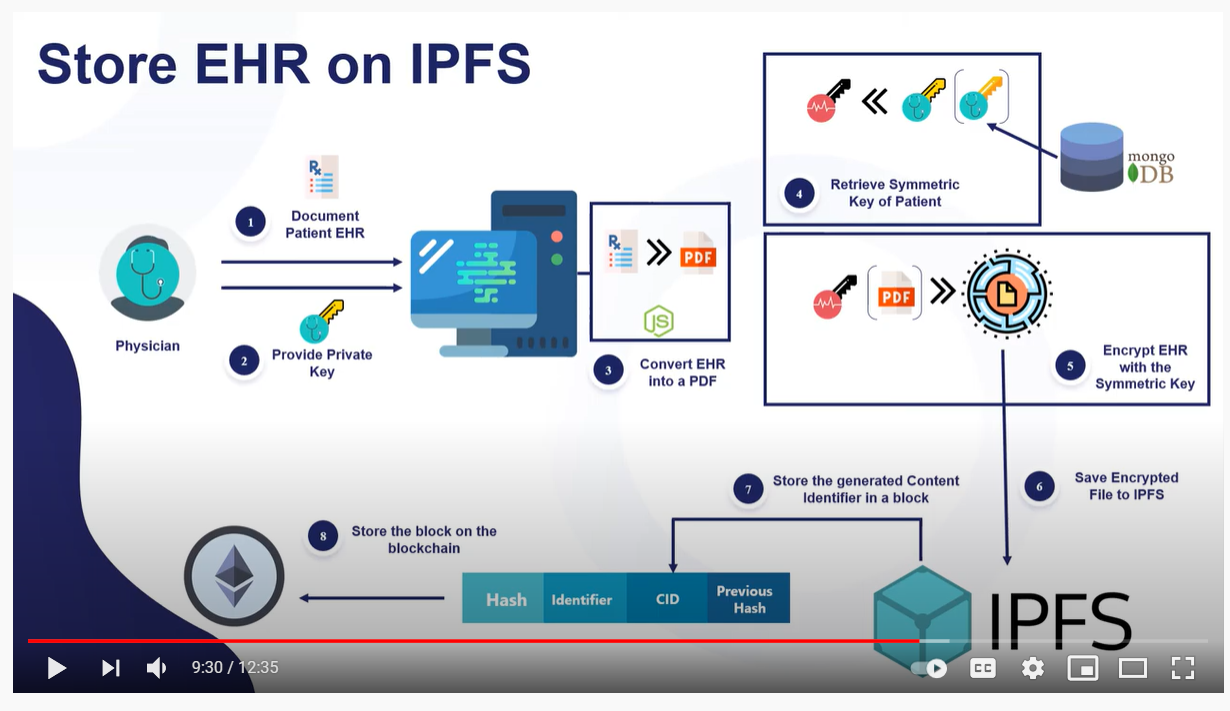 Store EHR on IPFS
Rx
1
Document
Patient EHR
Physician
2
Provide Private
Key
Rx
PDF
JS
3
Convert EHR
into a PDF
4
Retrieve Symmetric
Key of Patient
mongo
DB
PDF
5
Encrypt EHR
with the
Symmetric Key
6
Save Encrypted
File to IPFS
7
Store the generated Content
Identifier in a block
8
Store the block on the
blockchain
Hash
Identifier
CID
Previous
Hash
IPFS
9:30 / 12:35
CC